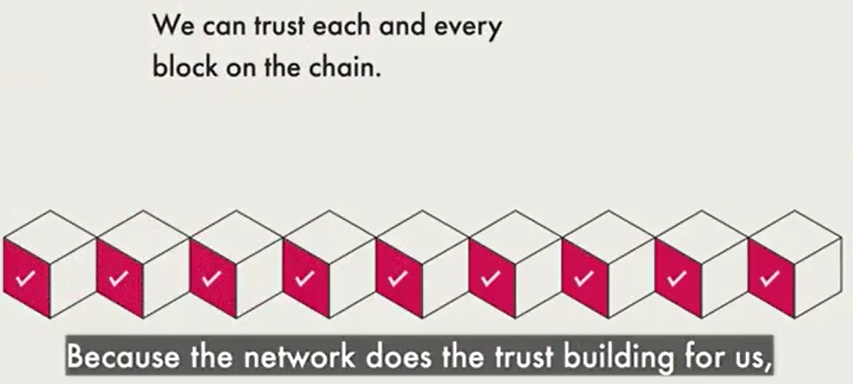 We can trust each and every
block on the chain.
Because the network does the trust building for us,